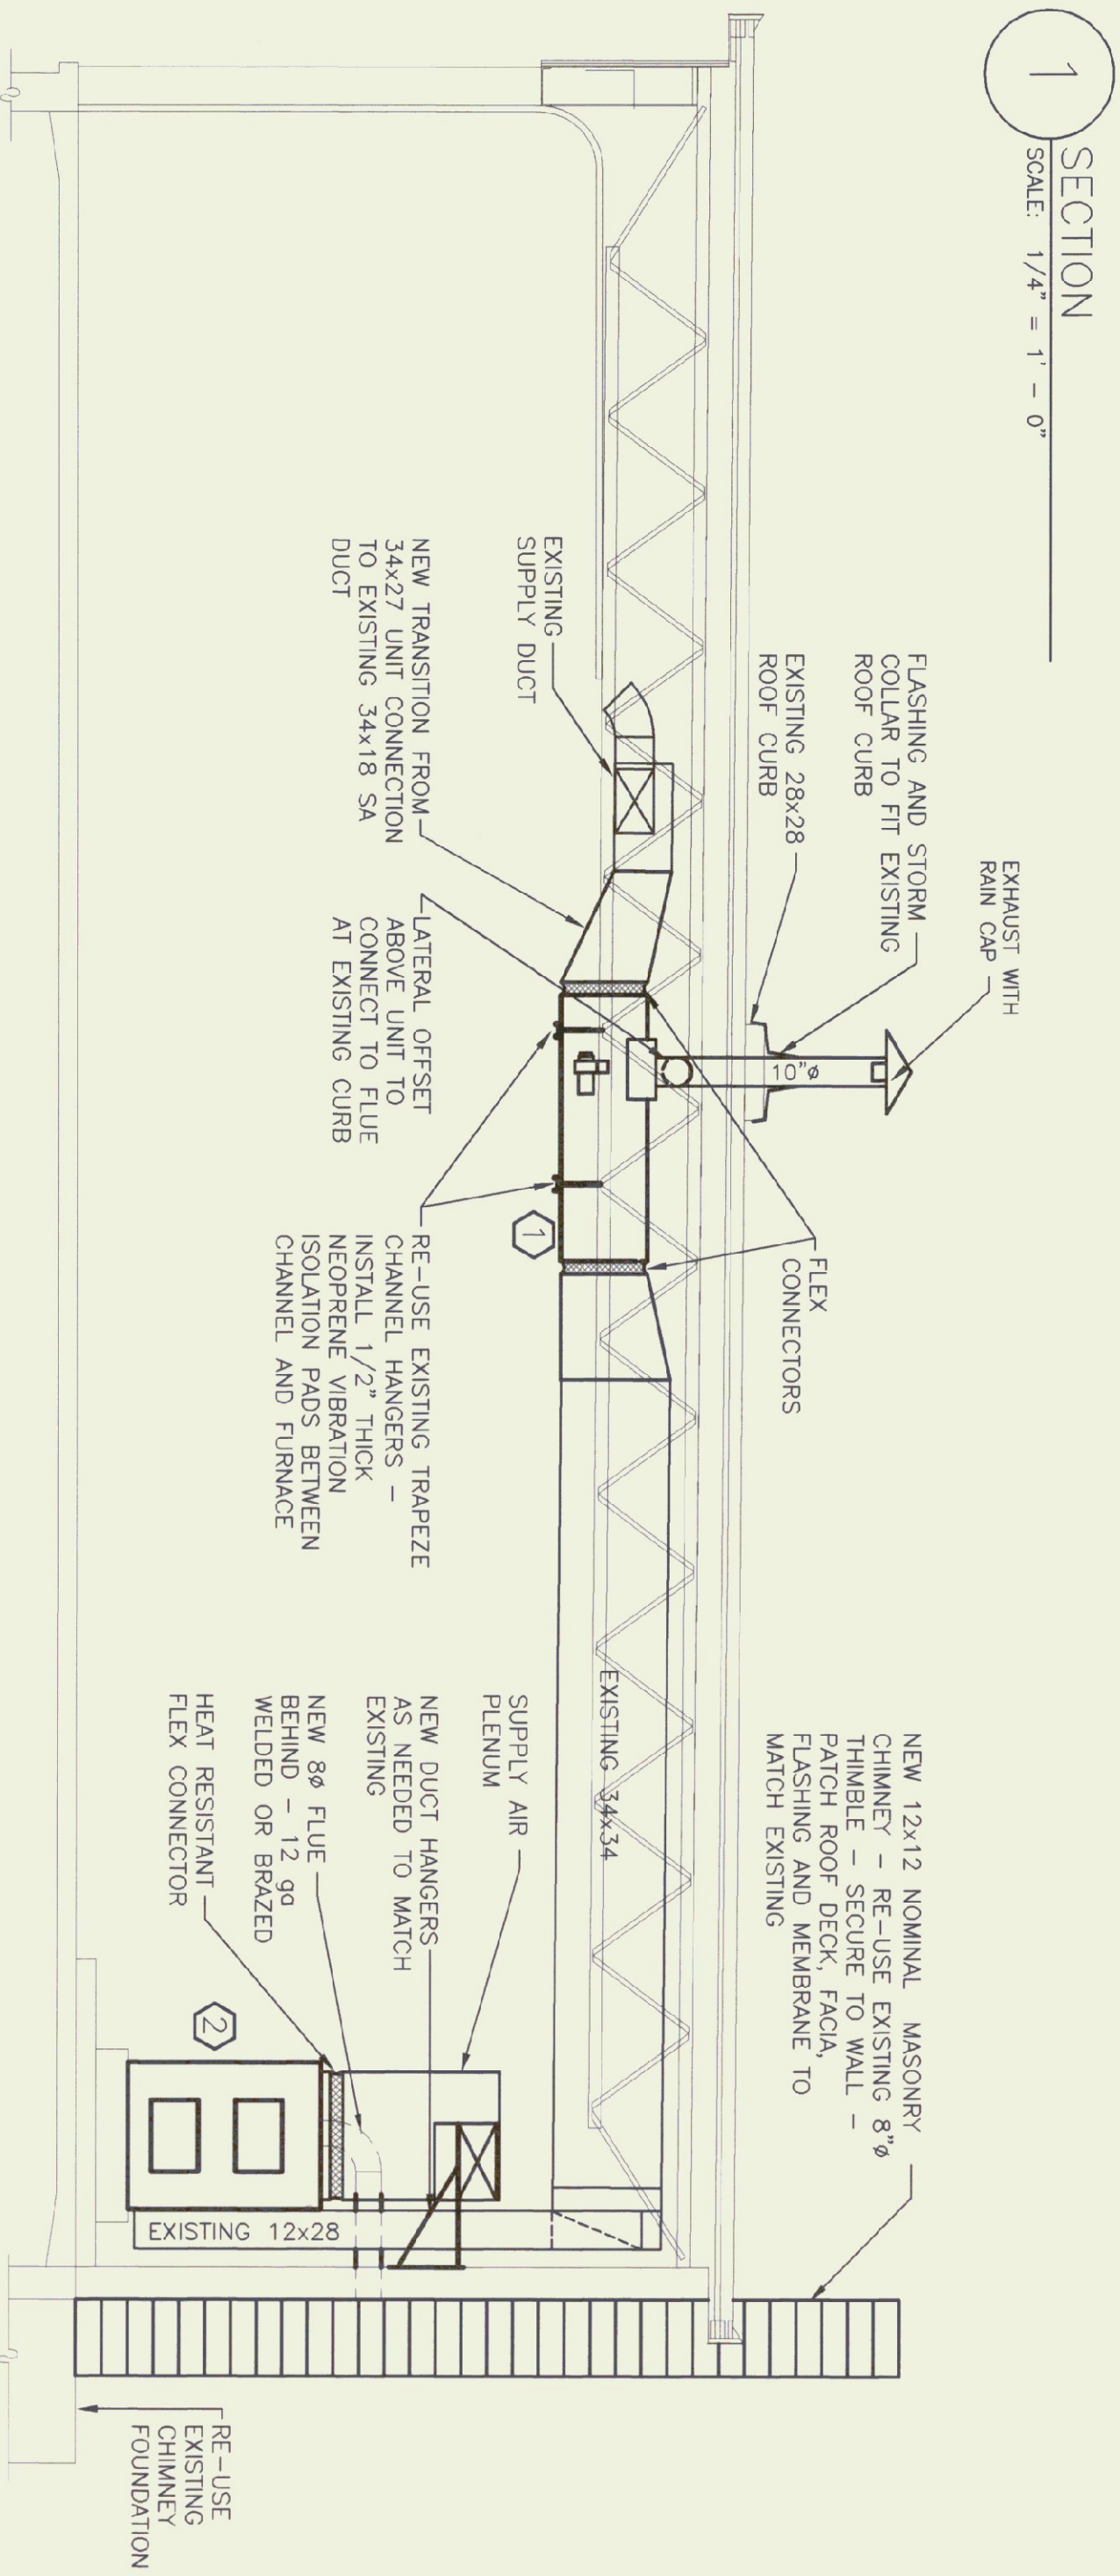 1
SECTION
SCALE: 1/4" = 1' - 0"
EXHAUST WITH
RAIN CAP
FLASHING AND STORM
COLLAR TO FIT EXISTING
ROOF CURB
EXISTING 28x28
ROOF CURB
10"ø
FLEX
CONNECTORS
NEW 12x12 NOMINAL MASONRY
CHIMNEY - RE-USE EXISTING 8"ø
THIMBLE - SECURE TO WALL -
PATCH ROOF DECK, FACIA,
FLASHING AND MEMBRANE TO
MATCH EXISTING
EXISTING
SUPPLY DUCT
NEW TRANSITION FROM
34x27 UNIT CONNECTION
TO EXISTING 34x18 SA
DUCT
LATERAL OFFSET
ABOVE UNIT TO
CONNECT TO FLUE
AT EXISTING CURB
1
RE-USE EXISTING TRAPEZE
CHANNEL HANGERS -
INSTALL 1/2" THICK
NEOPRENE VIBRATION
ISOLATION PADS BETWEEN
CHANNEL AND FURNACE
EXISTING 34x34
SUPPLY AIR
PLENUM
NEW DUCT HANGERS
AS NEEDED TO MATCH
EXISTING
NEW 8ø FLUE
BEHIND - 12 ga
WELDED OR BRAZED
HEAT RESISTANT
FLEX CONNECTOR
2
EXISTING 12x28
RE-USE
EXISTING
CHIMNEY
FOUNDATION